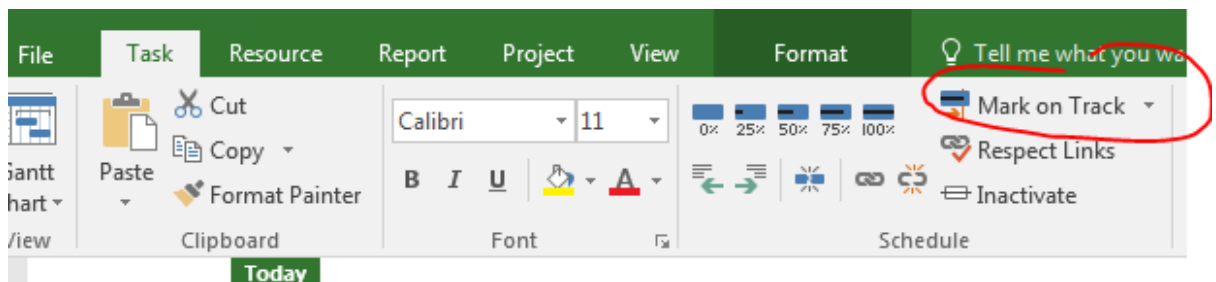 File Task Resource Report Project View Format Tell me what you
Cut
Calibri 11
0% 25% 50% 75% 100%
Mark on Track
Copy
Respect Links
Paste
Format Painter
B I U A
Inactivate
Clipboard Font Schedule
Today